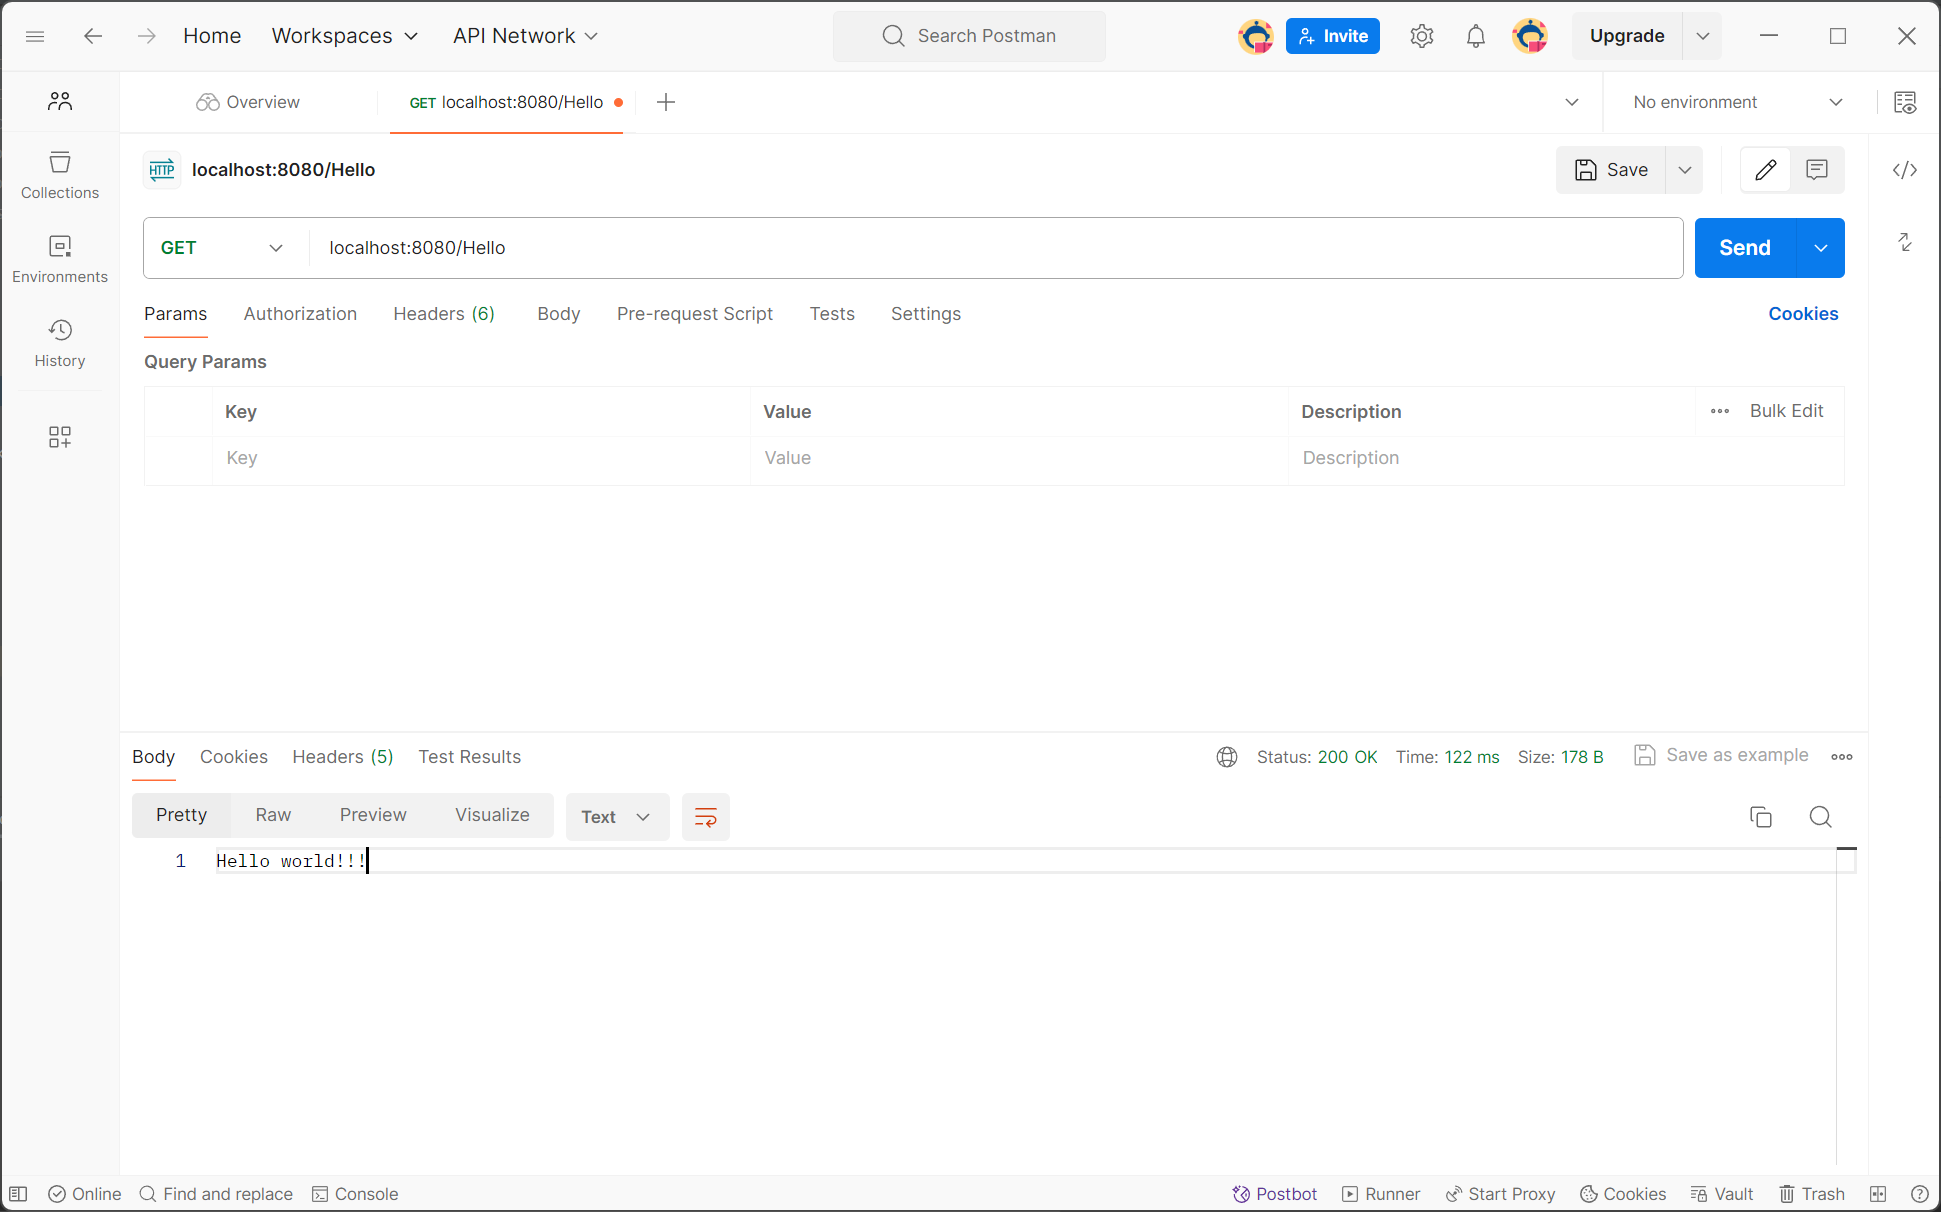 Home Workspaces API Network Search Postman Invite Upgrade
Overview GET localhost:8080/Hello No environment
HTTP localhost:8080/Hello Save
Collections
Environments
History
GET localhost:8080/Hello Send
Params Authorization Headers (6) Body Pre-request Script Tests Settings Cookies
Query Params
Key Value Description Bulk Edit
Key Value Description
Body Cookies Headers (5) Test Results Status: 200 OK Time: 122 ms Size: 178 B Save as example
Pretty Raw Preview Visualize Text
1 Hello world!!!
Online Find and replace Console Postbot Runner Start Proxy Cookies Vault Trash